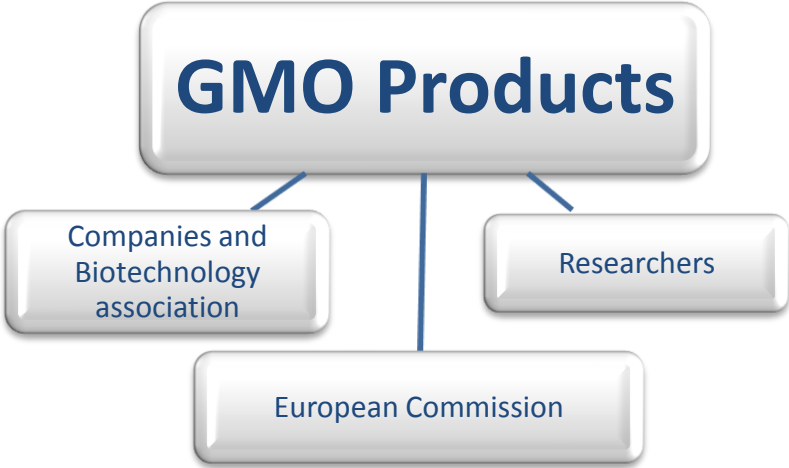 GMO Products
Companies and
Biotechnology
association
Researchers
European Commission